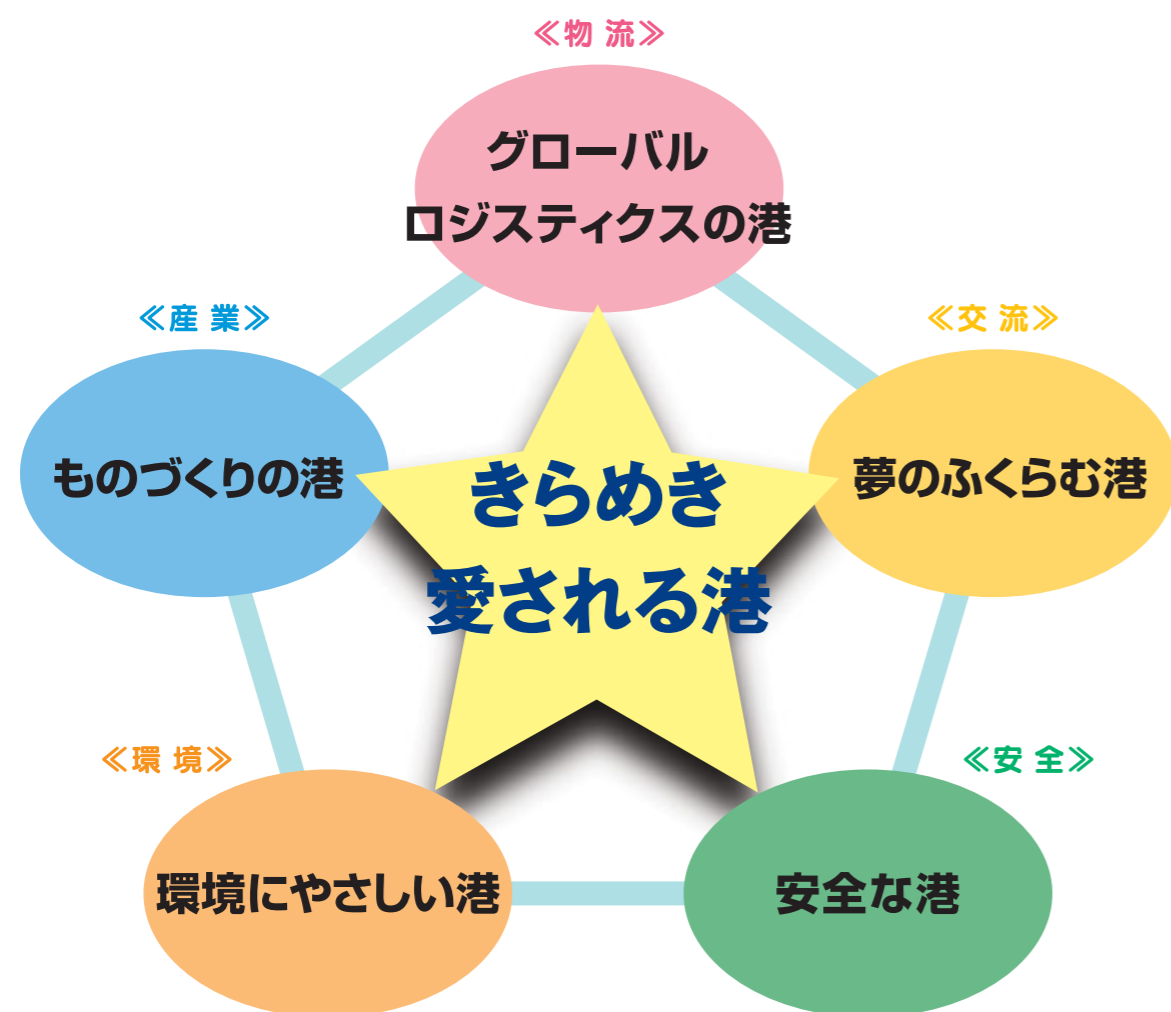 ≪物 流≫
グローバル
ロジスティクスの港
≪産 業≫
ものづくりの港
≪交 流≫
夢のふくらむ港
きらめき
愛される港
≪環 境≫
環境にやさしい港
≪安 全≫
安全な港